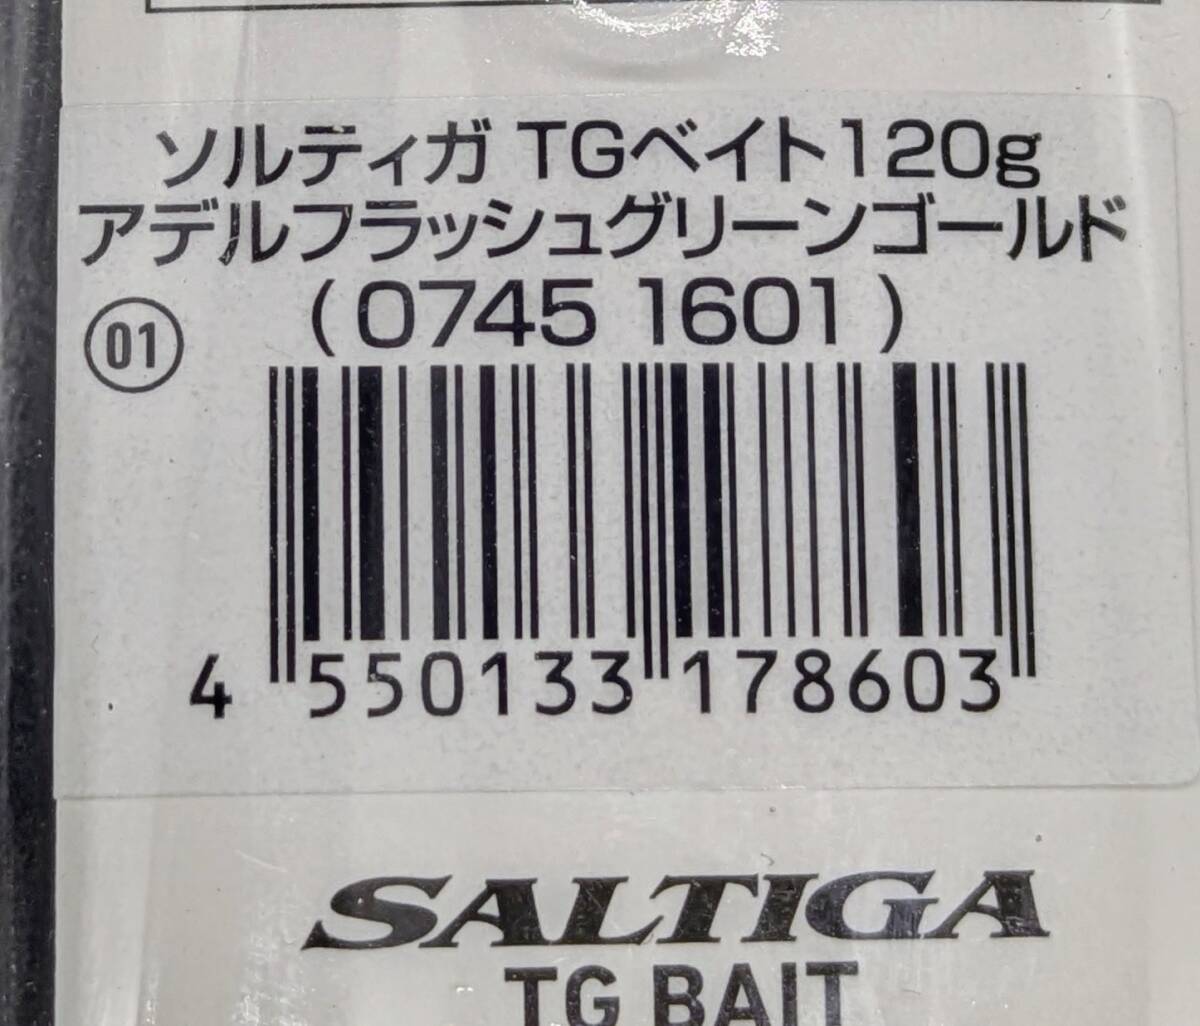 ソルティガ TGベイト120g
アデルフラッシュグリーンゴールド
(0745 1601)
01
4 550133 178603
SALTIGA
TG BAIT